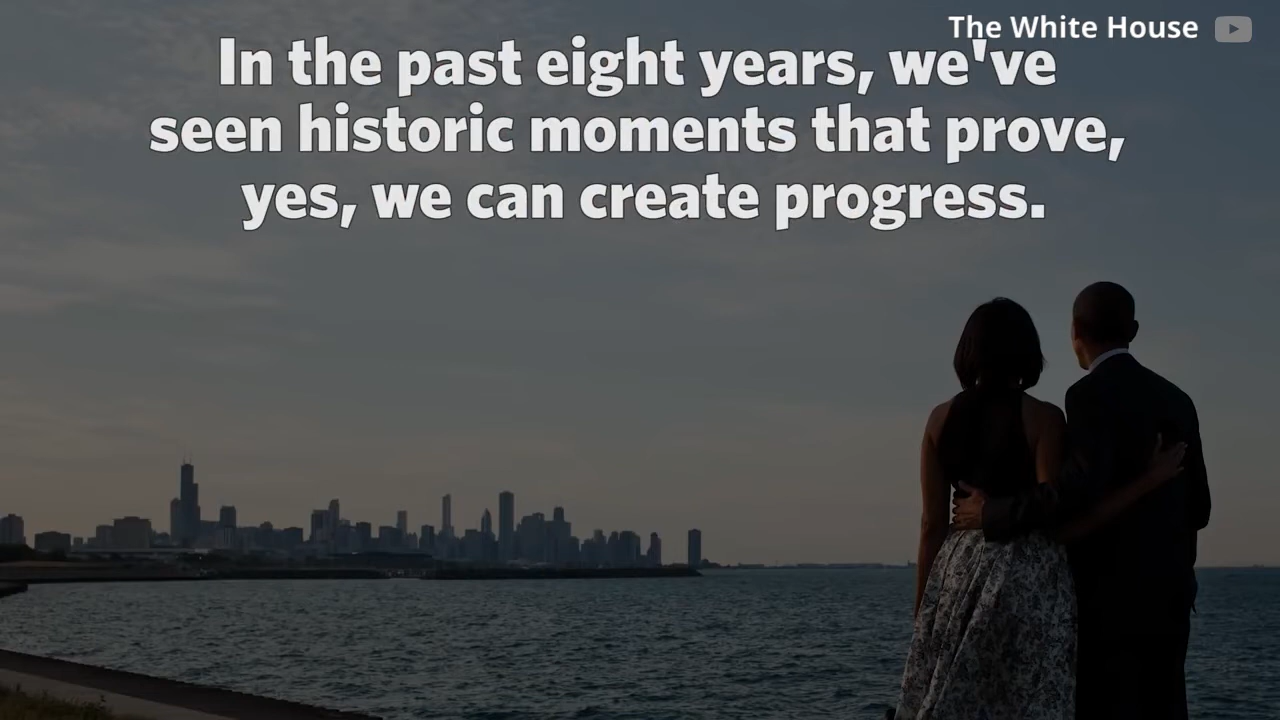 The White House
In the past eight years, we've
seen historic moments that prove,
yes, we can create progress.